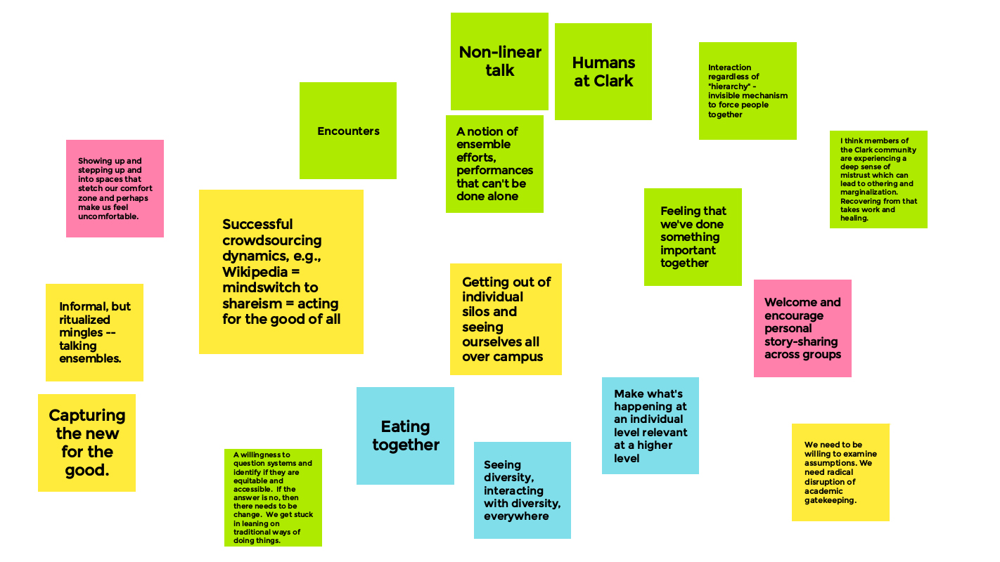 Non-linear
talk
Humans
at Clark
Interaction
regardless of
"hierarchy" -
invisible mechanism
to force people
together
Encounters
A notion of
ensemble
efforts,
performances
that can't be
done alone
I think members of
the Clark community
are experiencing a
deep sense of
mistrust which can
lead to othering and
marginalization.
Recovering from that
takes work and
healing.
Showing up and
stepping up and
into spaces that
stetch our comfort
zone and perhaps
make us feel
uncomfortable.
Successful
crowdsourcing
dynamics, e.g.,
Wikipedia =
mindswitch to
shareism = acting
for the good of all
Feeling that
we've done
something
important
together
Getting out of
individual
silos and
seeing
ourselves all
over campus
Welcome and
encourage
personal
story-sharing
across groups
Informal, but
ritualized
mingles --
talking
ensembles.
Capturing
the new
for the
good.
Eating
together
Make what's
happening at
an individual
level relevant
at a higher
level
A willingness to
question systems and
identify if they are
equitable and
accessible.  If the
answer is no, then
there needs to be
change.  We get stuck
in leaning on
traditional ways of
doing things.
Seeing
diversity,
interacting
with diversity,
everywhere
We need to be
willing to examine
assumptions. We
need radical
disruption of
academic
gatekeeping.